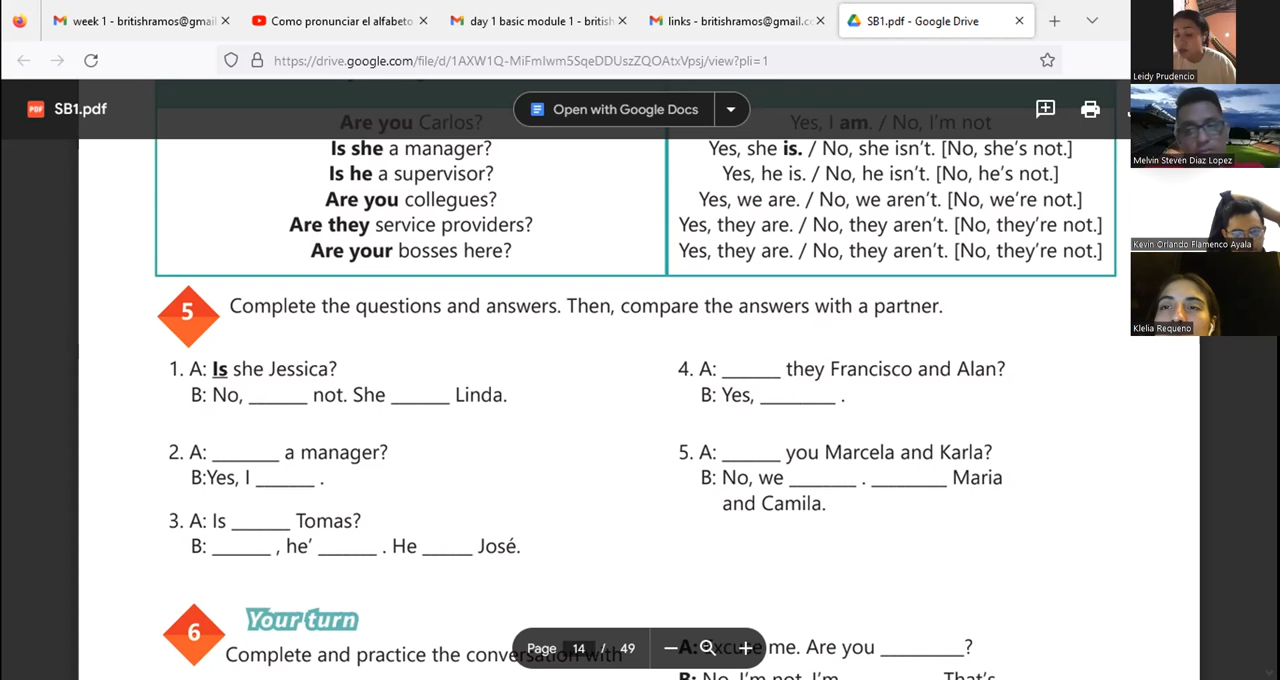 week 1 - britishramos@gmail
Como pronunciar el alfabeto
day 1 basic module 1 - british
links - britishramos@gmail.co
SB1.pdf - Google Drive
https://drive.google.com/file/d/1AXW1Q-MiFmIwm5SqeDDUszZQOAtxVpsj/view?pli=1
PDF SB1.pdf
Open with Google Docs
Are you Carlos? Yes, I am. / No, I'm not
Is she a manager? Yes, she is. / No, she isn't. [No, she's not.]
Is he a supervisor? Yes, he is. / No, he isn't. [No, he's not.]
Are you collegues? Yes, we are. / No, we aren't. [No, we're not.]
Are they service providers? Yes, they are. / No, they aren't. [No, they're not.]
Are your bosses here? Yes, they are. / No, they aren't. [No, they're not.]
5 Complete the questions and answers. Then, compare the answers with a partner.
1. A: Is she Jessica?
B: No, ______ not. She ______ Linda.
2. A: _______ a manager?
B:Yes, I ______ .
3. A: Is ______ Tomas?
B: ______ , he' ______ . He _____ José.
4. A: ______ they Francisco and Alan?
B: Yes, ________ .
5. A: ______ you Marcela and Karla?
B: No, we _______ . ________ Maria
and Camila.
6 Your turn
Complete and practice the conversation with
A: Excuse me. Are you _________?
B: No, I'm not. I'm ________. That's
Page 14 / 49
Leidy Prudencio
Melvin Steven Diaz Lopez
Kevin Orlando Flamenco Ayala
Klelia Requeno